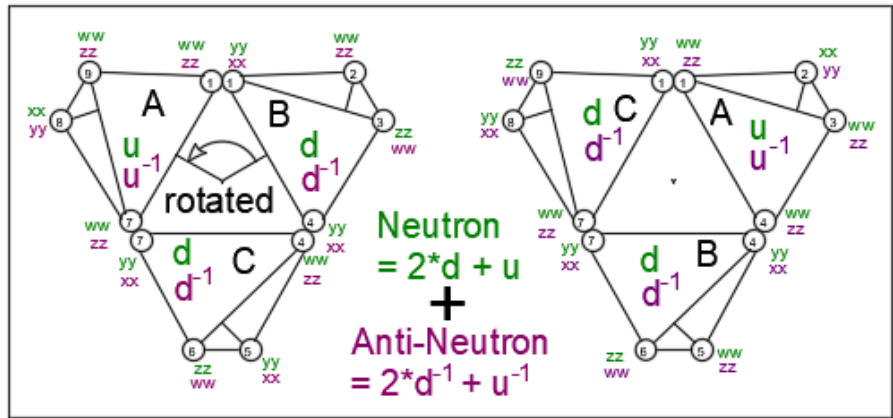 ww
zz
ww
zz
yy
xx
ww
zz
9
1
1
2
A
B
xx
yy
8
3
zz
ww
u
u⁻¹
d
d⁻¹
rotated
ww
zz
7
4
yy
xx
7
4
yy
xx
d
d⁻¹
C
ww
zz
6
5
zz
ww
yy
xx
Neutron
= 2*d + u
+
Anti-Neutron
= 2*d⁻¹ + u⁻¹
yy
xx
ww
zz
xx
yy
zz
ww
9
1
1
2
C
A
yy
xx
8
3
ww
zz
d
d⁻¹
u
u⁻¹
ww
zz
7
4
ww
zz
yy
xx
7
4
yy
xx
d
d⁻¹
B
6
5
zz
ww
ww
zz